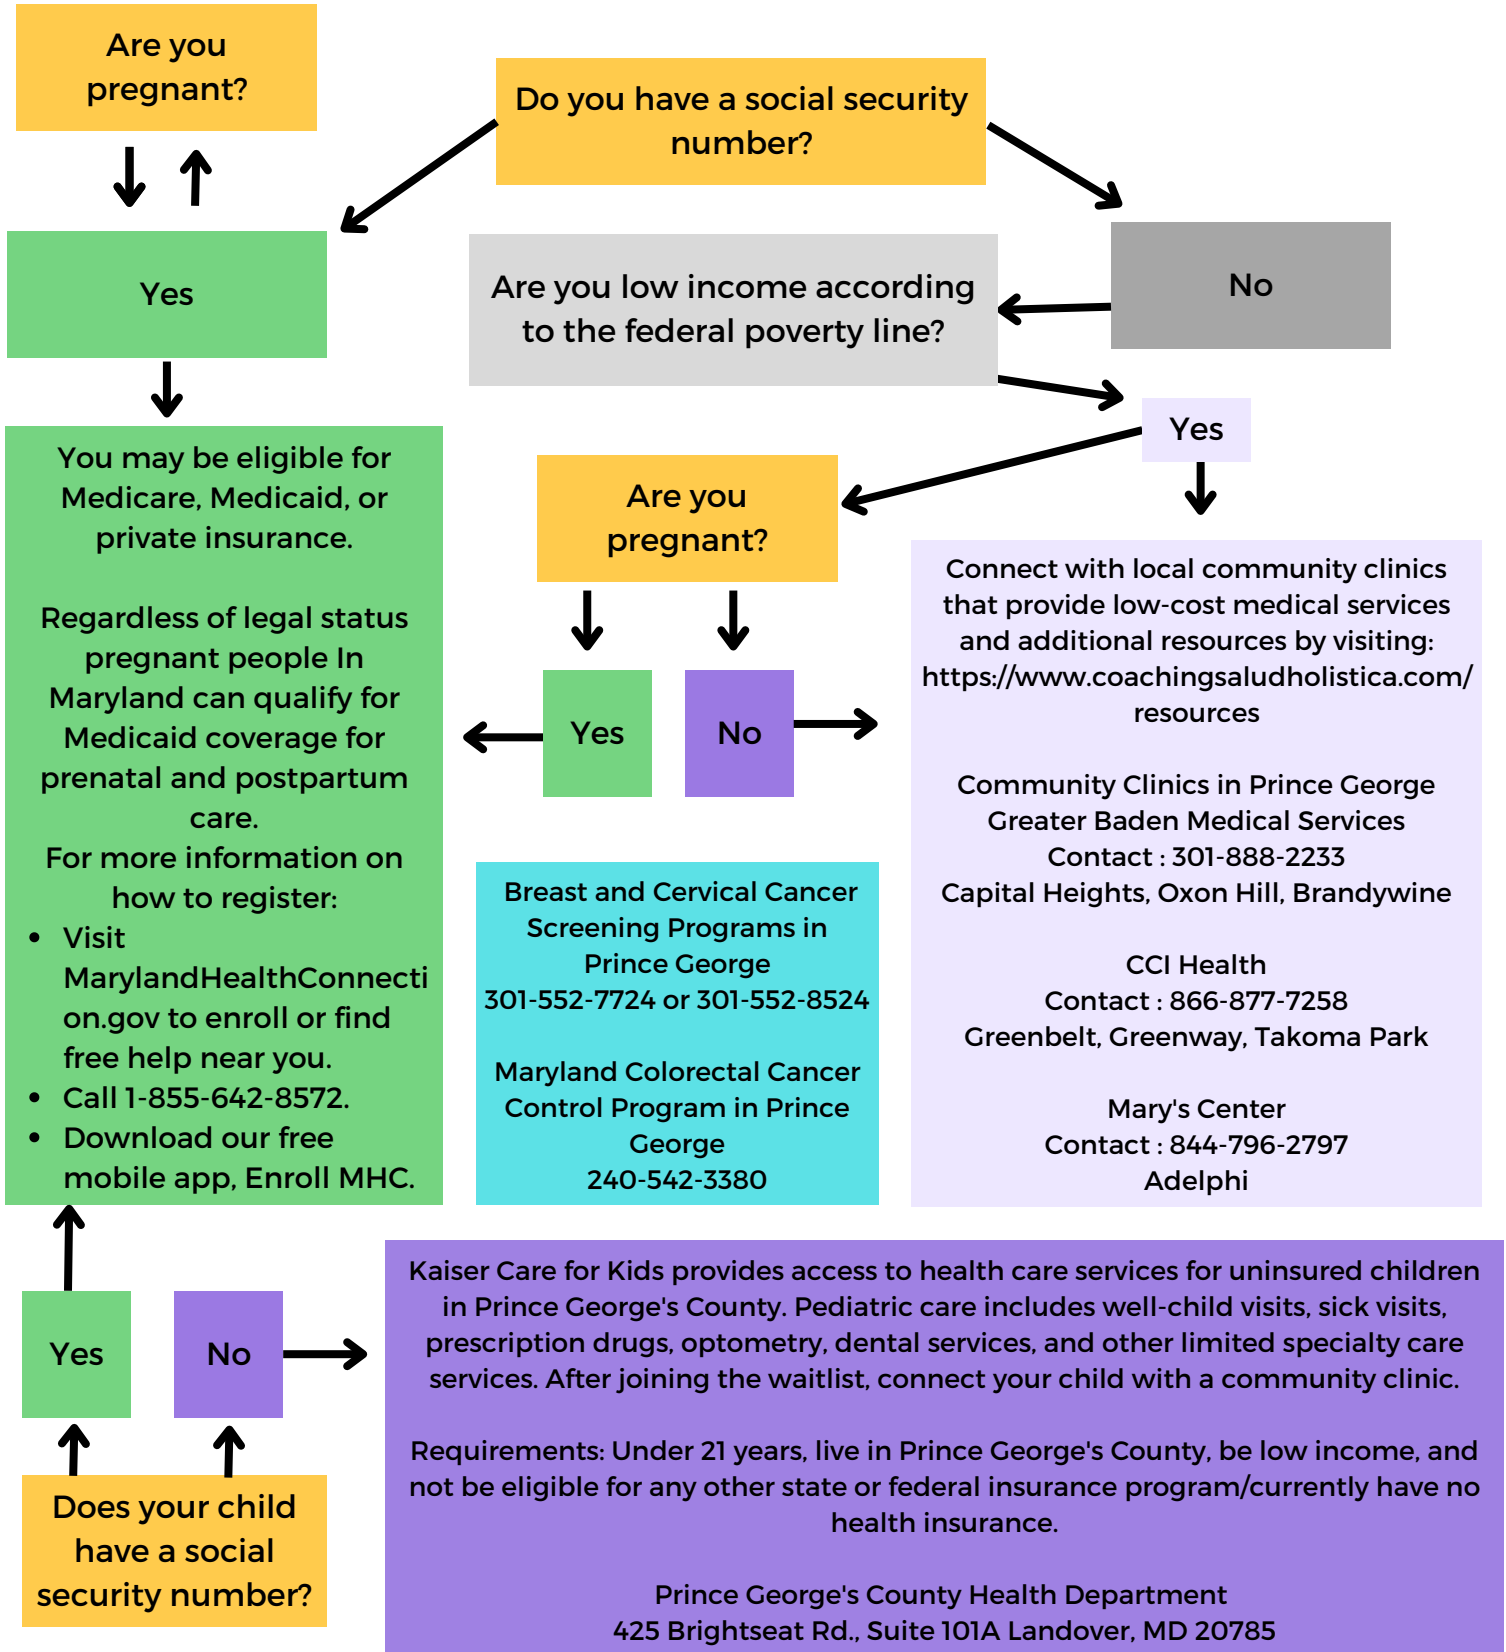 Are you
pregnant?
Do you have a social security
number?
Yes
Are you low income according
to the federal poverty line?
No
Yes
You may be eligible for
Medicare, Medicaid, or
private insurance.
Regardless of legal status
pregnant people In
Maryland can qualify for
Medicaid coverage for
prenatal and postpartum
care.
For more information on
how to register:
• Visit
MarylandHealthConnecti
on.gov to enroll or find
free help near you.
• Call 1-855-642-8572.
• Download our free
mobile app, Enroll MHC.
Are you
pregnant?
Yes
No
Connect with local community clinics
that provide low-cost medical services
and additional resources by visiting:
https://www.coachingsaludholistica.com/
resources
Community Clinics in Prince George
Greater Baden Medical Services
Contact : 301-888-2233
Capital Heights, Oxon Hill, Brandywine
CCI Health
Contact : 866-877-7258
Greenbelt, Greenway, Takoma Park
Mary's Center
Contact : 844-796-2797
Adelphi
Breast and Cervical Cancer
Screening Programs in
Prince George
301-552-7724 or 301-552-8524
Maryland Colorectal Cancer
Control Program in Prince
George
240-542-3380
Yes
No
Does your child
have a social
security number?
Kaiser Care for Kids provides access to health care services for uninsured children
in Prince George's County. Pediatric care includes well-child visits, sick visits,
prescription drugs, optometry, dental services, and other limited specialty care
services. After joining the waitlist, connect your child with a community clinic.
Requirements: Under 21 years, live in Prince George's County, be low income, and
not be eligible for any other state or federal insurance program/currently have no
health insurance.
Prince George's County Health Department
425 Brightseat Rd., Suite 101A Landover, MD 20785